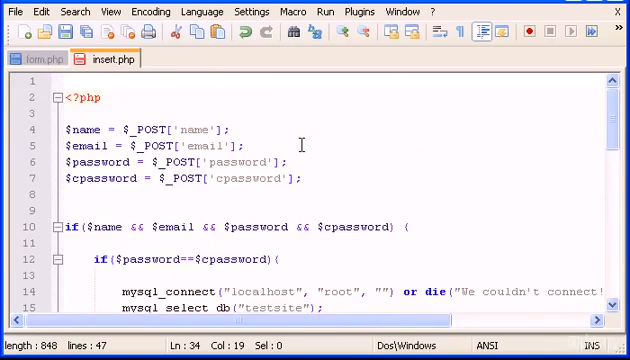 File Edit Search View Encoding Language Settings Macro Run Plugins Window ? X
form.php insert.php
1
2 <?php
3
4 $name = $_POST['name'];
5 $email = $_POST['email'];
6 $password = $_POST['password'];
7 $cpassword = $_POST['cpassword'];
8
9
10 if($name && $email && $password && $cpassword) {
11
12 if($password==$cpassword){
13
14 mysql_connect("localhost", "root", "") or die("We couldn't connect!
15 mysql_select_db("testsite");
length : 848 lines : 47 Ln : 34 Col : 19 Sel : 0 Dos\Windows ANSI INS